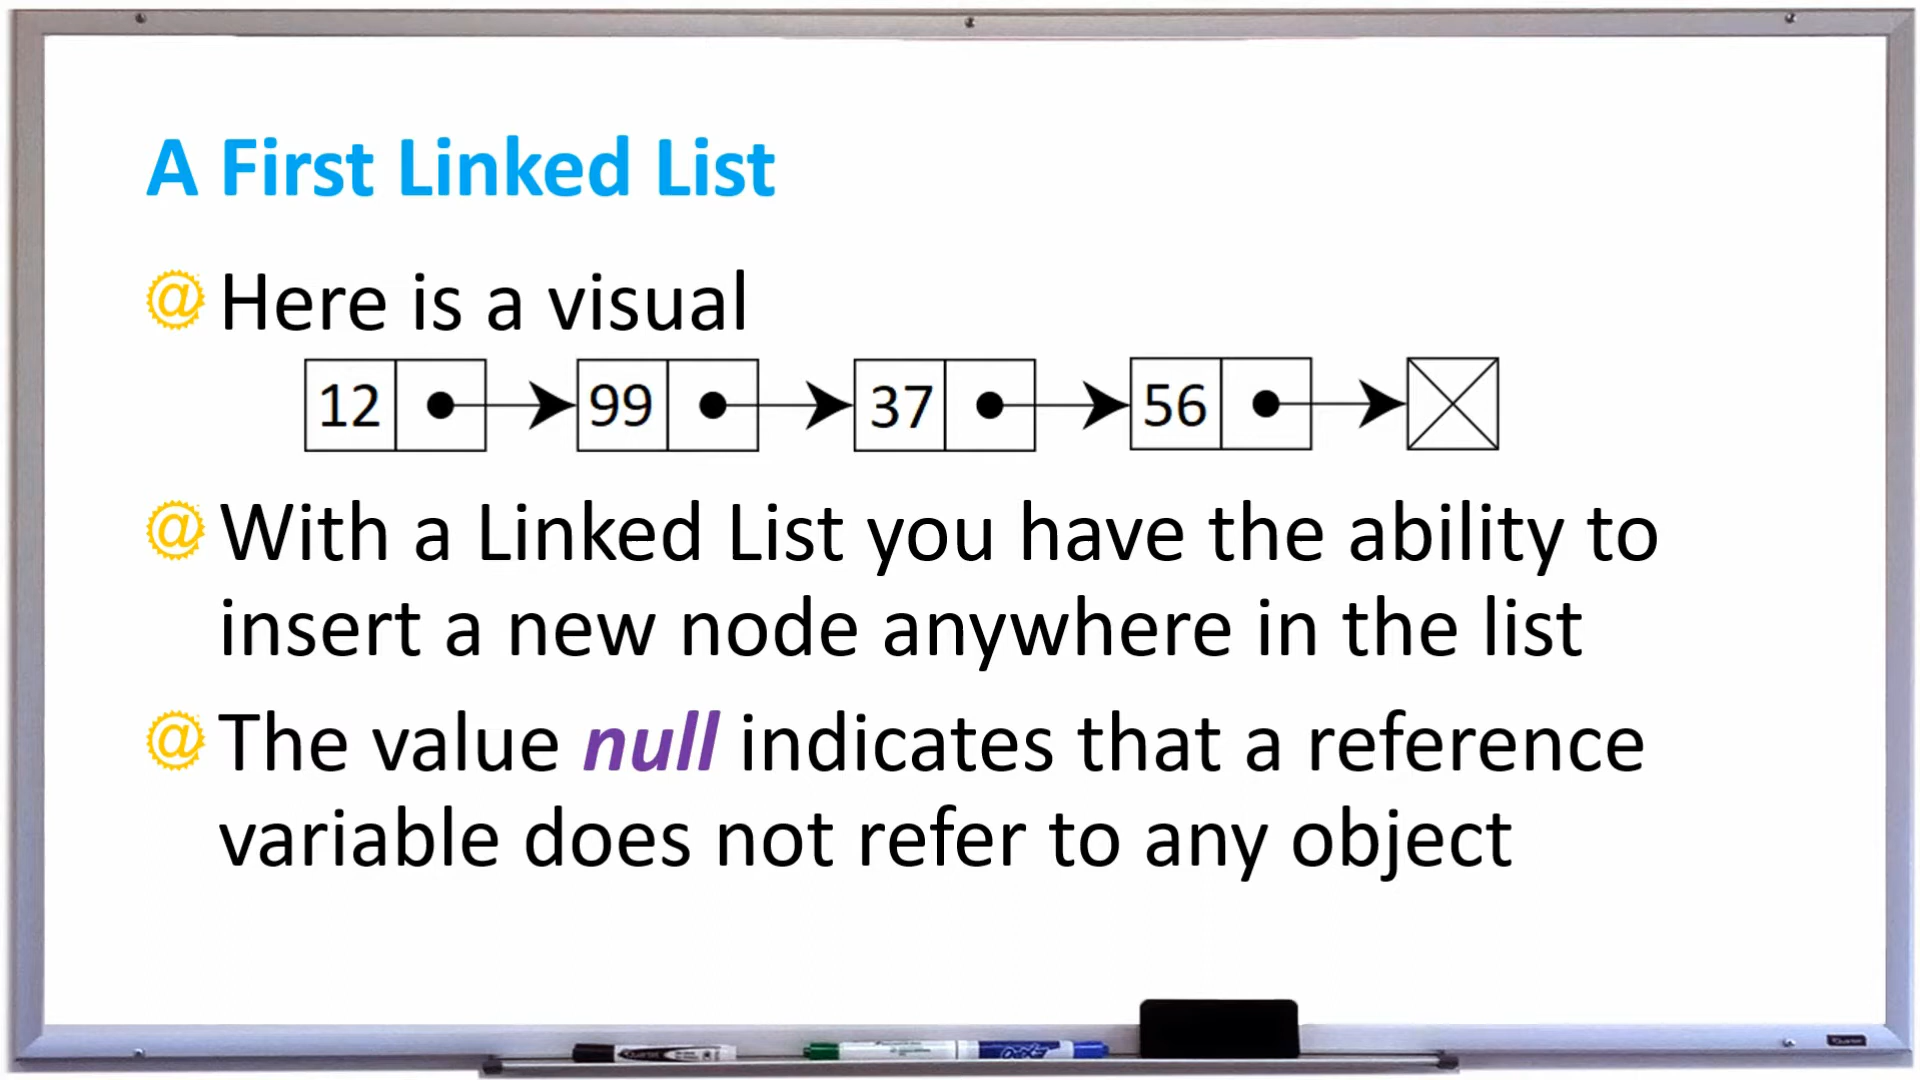 A First Linked List
@ Here is a visual
12 99 37 56
@ With a Linked List you have the ability to
insert a new node anywhere in the list
@ The value null indicates that a reference
variable does not refer to any object
Quartet